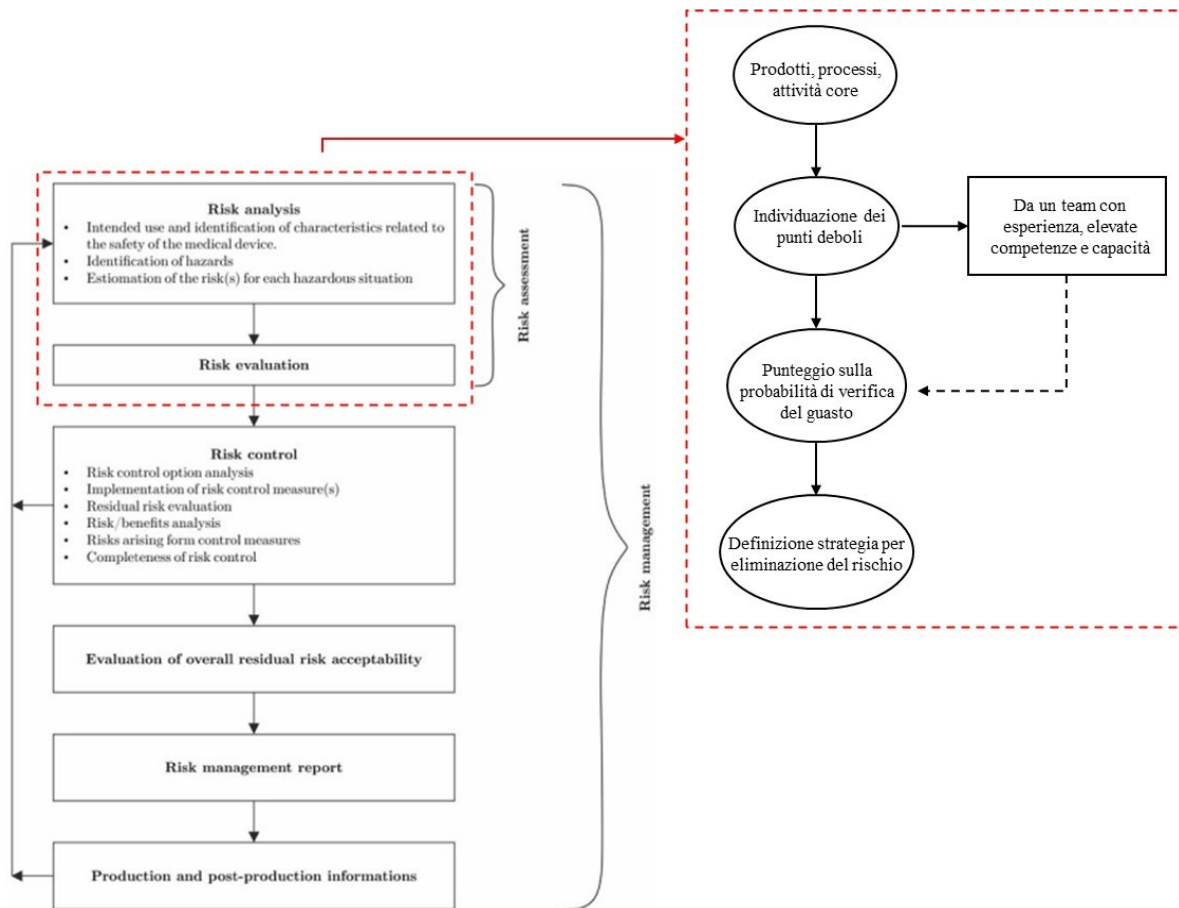 Risk analysis
• Intended use and identification of characteristics related to
the safety of the medical device.
• Identification of hazards
• Estiomation of the risk(s) for each hazardous situation
Risk evaluation
Risk assessment
Risk control
• Risk control option analysis
• Implementation of risk control measure(s)
• Residual risk evaluation
• Risk/benefits analysis
• Risks arising form control measures
• Completeness of risk control
Evaluation of overall residual risk acceptability
Risk management report
Production and post-production informations
Risk management
Prodotti, processi,
attività core
Individuazione dei
punti deboli
Da un team con
esperienza, elevate
competenze e capacità
Punteggio sulla
probabilità di verifica
del guasto
Definizione strategia per
eliminazione del rischio